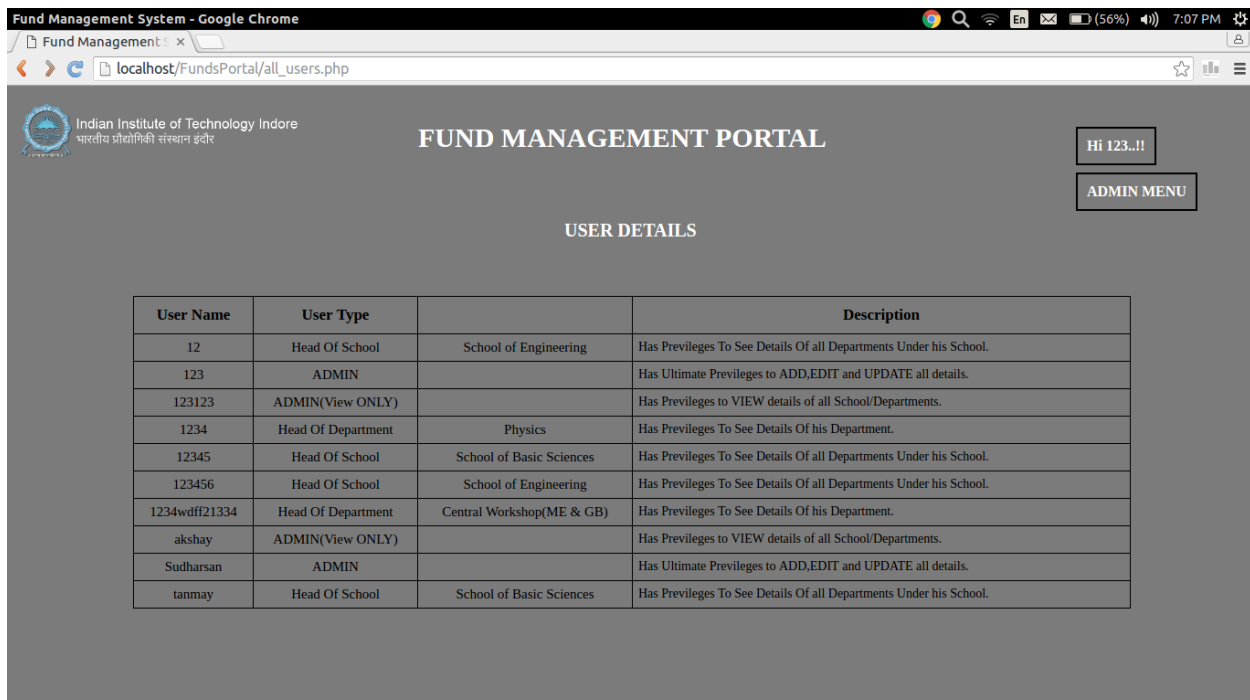 Fund Management System - Google Chrome En (56%) 7:07 PM
Fund Management S ×
localhost/FundsPortal/all_users.php
Indian Institute of Technology Indore
भारतीय प्रौद्योगिकी संस्थान इंदौर
FUND MANAGEMENT PORTAL
Hi 123..!!
ADMIN MENU
USER DETAILS
User Name User Type Description
12 Head Of School School of Engineering Has Previleges To See Details Of all Departments Under his School.
123 ADMIN Has Ultimate Previleges to ADD,EDIT and UPDATE all details.
123123 ADMIN(View ONLY) Has Previleges to VIEW details of all School/Departments.
1234 Head Of Department Physics Has Previleges To See Details Of his Department.
12345 Head Of School School of Basic Sciences Has Previleges To See Details Of all Departments Under his School.
123456 Head Of School School of Engineering Has Previleges To See Details Of all Departments Under his School.
1234wdff21334 Head Of Department Central Workshop(ME & GB) Has Previleges To See Details Of his Department.
akshay ADMIN(View ONLY) Has Previleges to VIEW details of all School/Departments.
Sudharsan ADMIN Has Ultimate Previleges to ADD,EDIT and UPDATE all details.
tanmay Head Of School School of Basic Sciences Has Previleges To See Details Of all Departments Under his School.